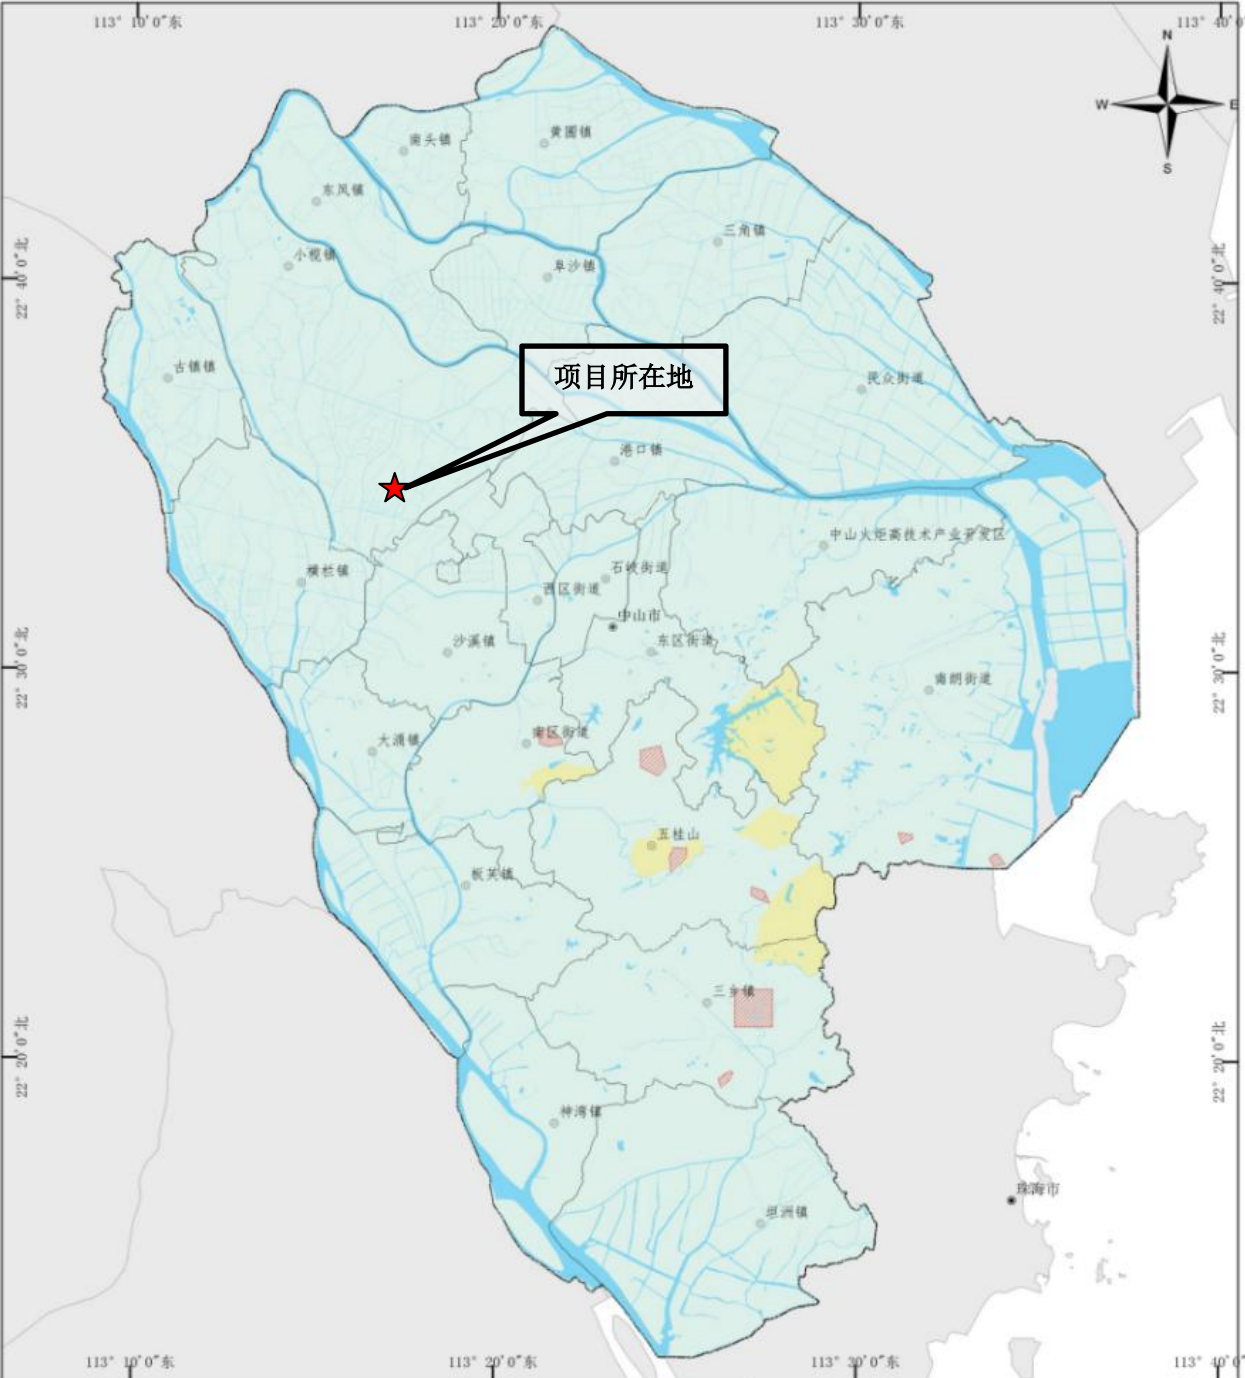 113° 10′0″东
113° 20′0″东
113° 30′0″东
113° 40′0″
N
W
E
S
南头镇
黄圃镇
东凤镇
三角镇
小榄镇
阜沙镇
22° 40′0″北
22° 40′0″北
古镇镇
项目所在地
民众街道
港口镇
中山火炬高技术产业开发区
横栏镇
石岐街道
西区街道
中山市
沙溪镇
东区街道
22° 30′0″北
22° 30′0″北
南朗街道
大涌镇
南区街道
五桂山
板芙镇
三乡镇
22° 20′0″北
22° 20′0″北
神湾镇
珠海市
坦洲镇
113° 10′0″东
113° 20′0″东
113° 30′0″东
113° 40′0″